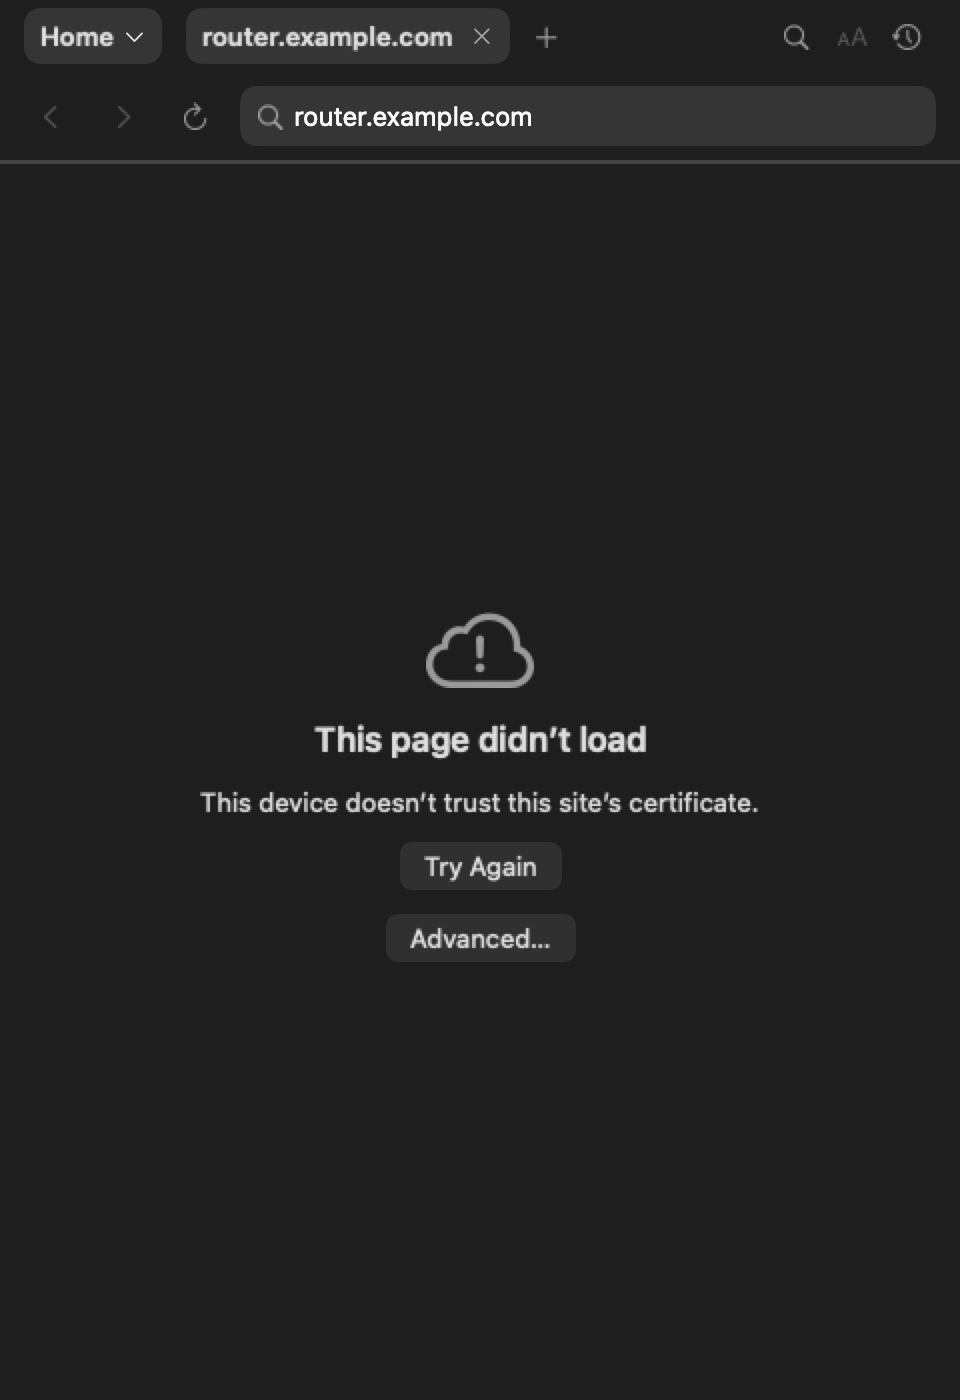 Home
router.example.com
AA
router.example.com
This page didn’t load
This device doesn’t trust this site’s certificate.
Try Again
Advanced...